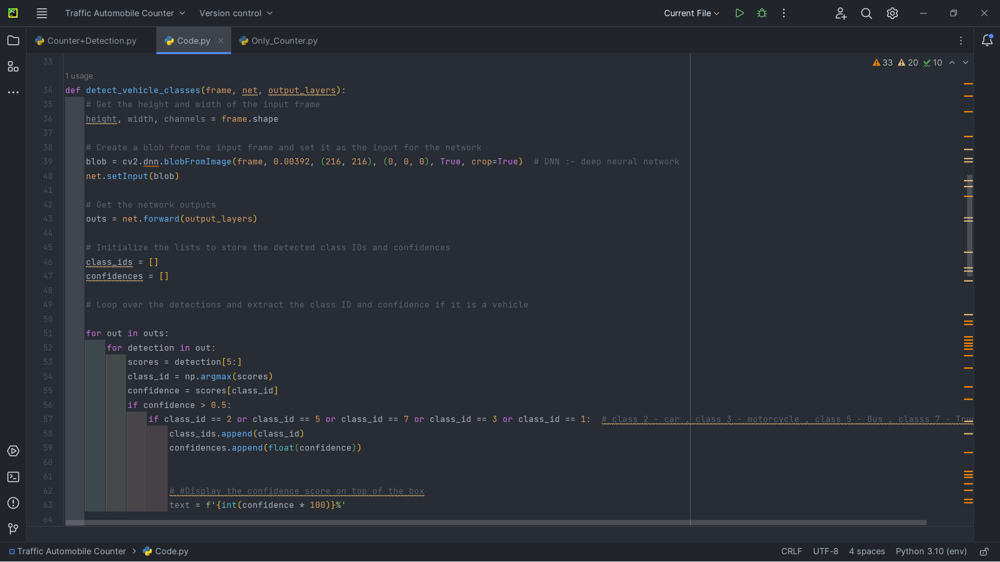 PC
Traffic Automobile Counter
Version control
Current File
Counter+Detection.py
Code.py
Only_Counter.py
33 20 10
33
1 usage
34 def detect_vehicle_classes(frame, net, output_layers):
35 # Get the height and width of the input frame
36 height, width, channels = frame.shape
37
38 # Create a blob from the input frame and set it as the input for the network
39 blob = cv2.dnn.blobFromImage(frame, 0.00392, (216, 216), (0, 0, 0), True, crop=True)  # DNN :- deep neural network
40 net.setInput(blob)
41
42 # Get the network outputs
43 outs = net.forward(output_layers)
44
45 # Initialize the lists to store the detected class IDs and confidences
46 class_ids = []
47 confidences = []
48
49 # Loop over the detections and extract the class ID and confidence if it is a vehicle
50
51 for out in outs:
52 for detection in out:
53 scores = detection[5:]
54 class_id = np.argmax(scores)
55 confidence = scores[class_id]
56 if confidence > 0.5:
57 if class_id == 2 or class_id == 5 or class_id == 7 or class_id == 3 or class_id == 1:  # class 2 - car , class 3 - motorcycle , class 5 - Bus , classs 7 - Tru
58 class_ids.append(class_id)
59 confidences.append(float(confidence))
60
61
62 # #Display the confidence score on top of the box
63 text = f'{int(confidence * 100)}%'
64
Traffic Automobile Counter > Code.py
CRLF UTF-8 4 spaces Python 3.10 (env)